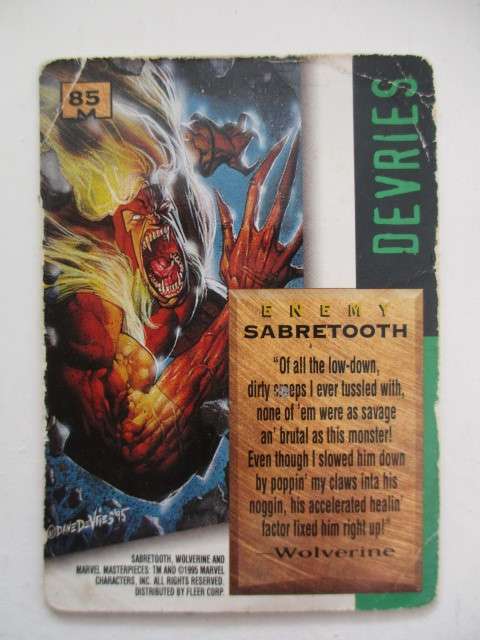 85
M
DEVRIES
ENEMY
SABRETOOTH
"Of all the low-down,
dirty creeps I ever tussled with,
none of 'em were as savage
an' brutal as this monster!
Even though I slowed him down
by poppin' my claws inta his
noggin, his accelerated healin'
factor fixed him right up!"
—Wolverine
©DAVE DeVRIES '95
SABRETOOTH, WOLVERINE AND
MARVEL MASTERPIECES: TM AND ©1995 MARVEL
CHARACTERS, INC. ALL RIGHTS RESERVED.
DISTRIBUTED BY FLEER CORP.